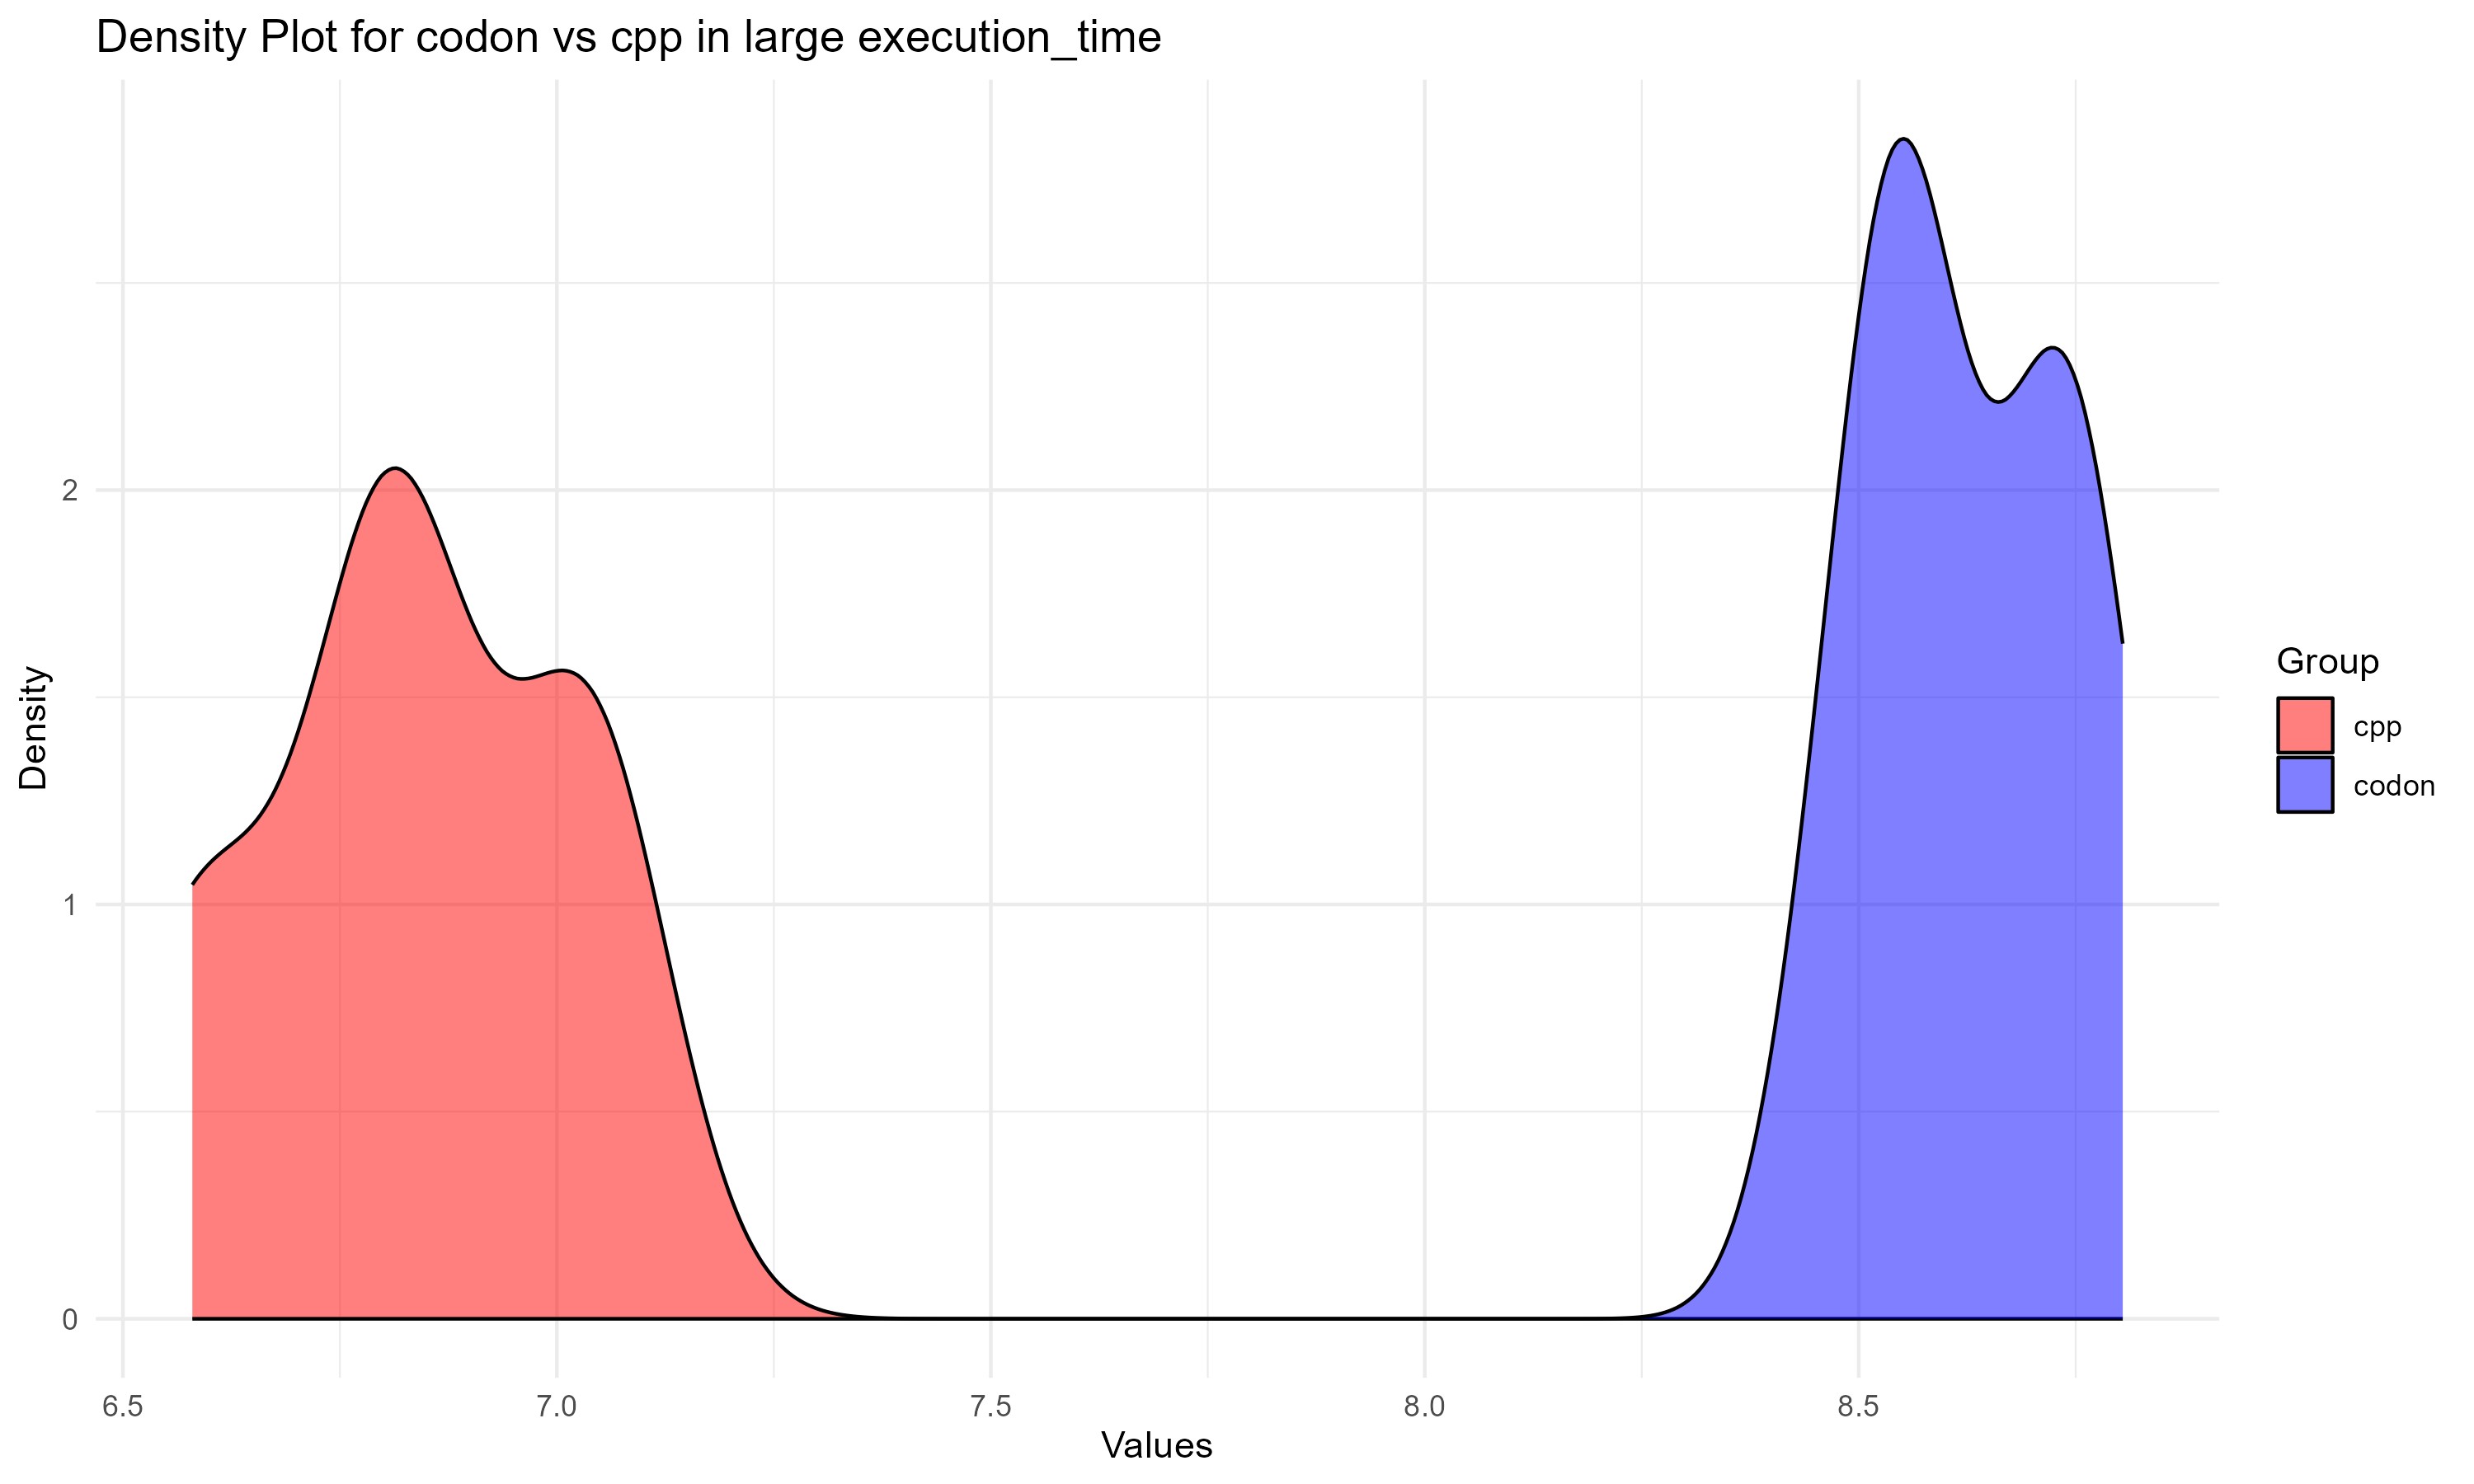 Density Plot for codon vs cpp in large execution_time
Density
2
1
0
6.5 7.0 7.5 8.0 8.5
Values
Group
cpp
codon